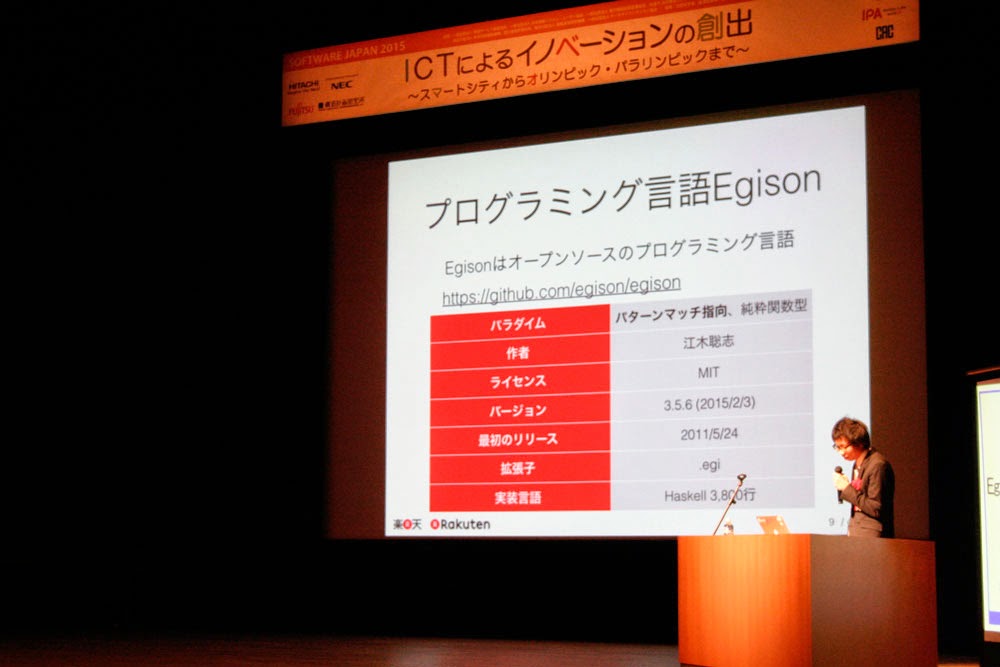 SOFTWARE JAPAN 2015
ICTによるイノベーションの創出
～スマートシティからオリンピック・パラリンピックまで～
HITACHI
Inspire the Next
NEC
FUJITSU
IPA
CAC
プログラミング言語Egison
Egisonはオープンソースのプログラミング言語
https://github.com/egison/egison
パラダイム パターンマッチ指向、純粋関数型
作者 江木聡志
ライセンス MIT
バージョン 3.5.6 (2015/2/3)
最初のリリース 2011/5/24
拡張子 .egi
実装言語 Haskell 3,800行
楽天 Rakuten
9 /
Eg